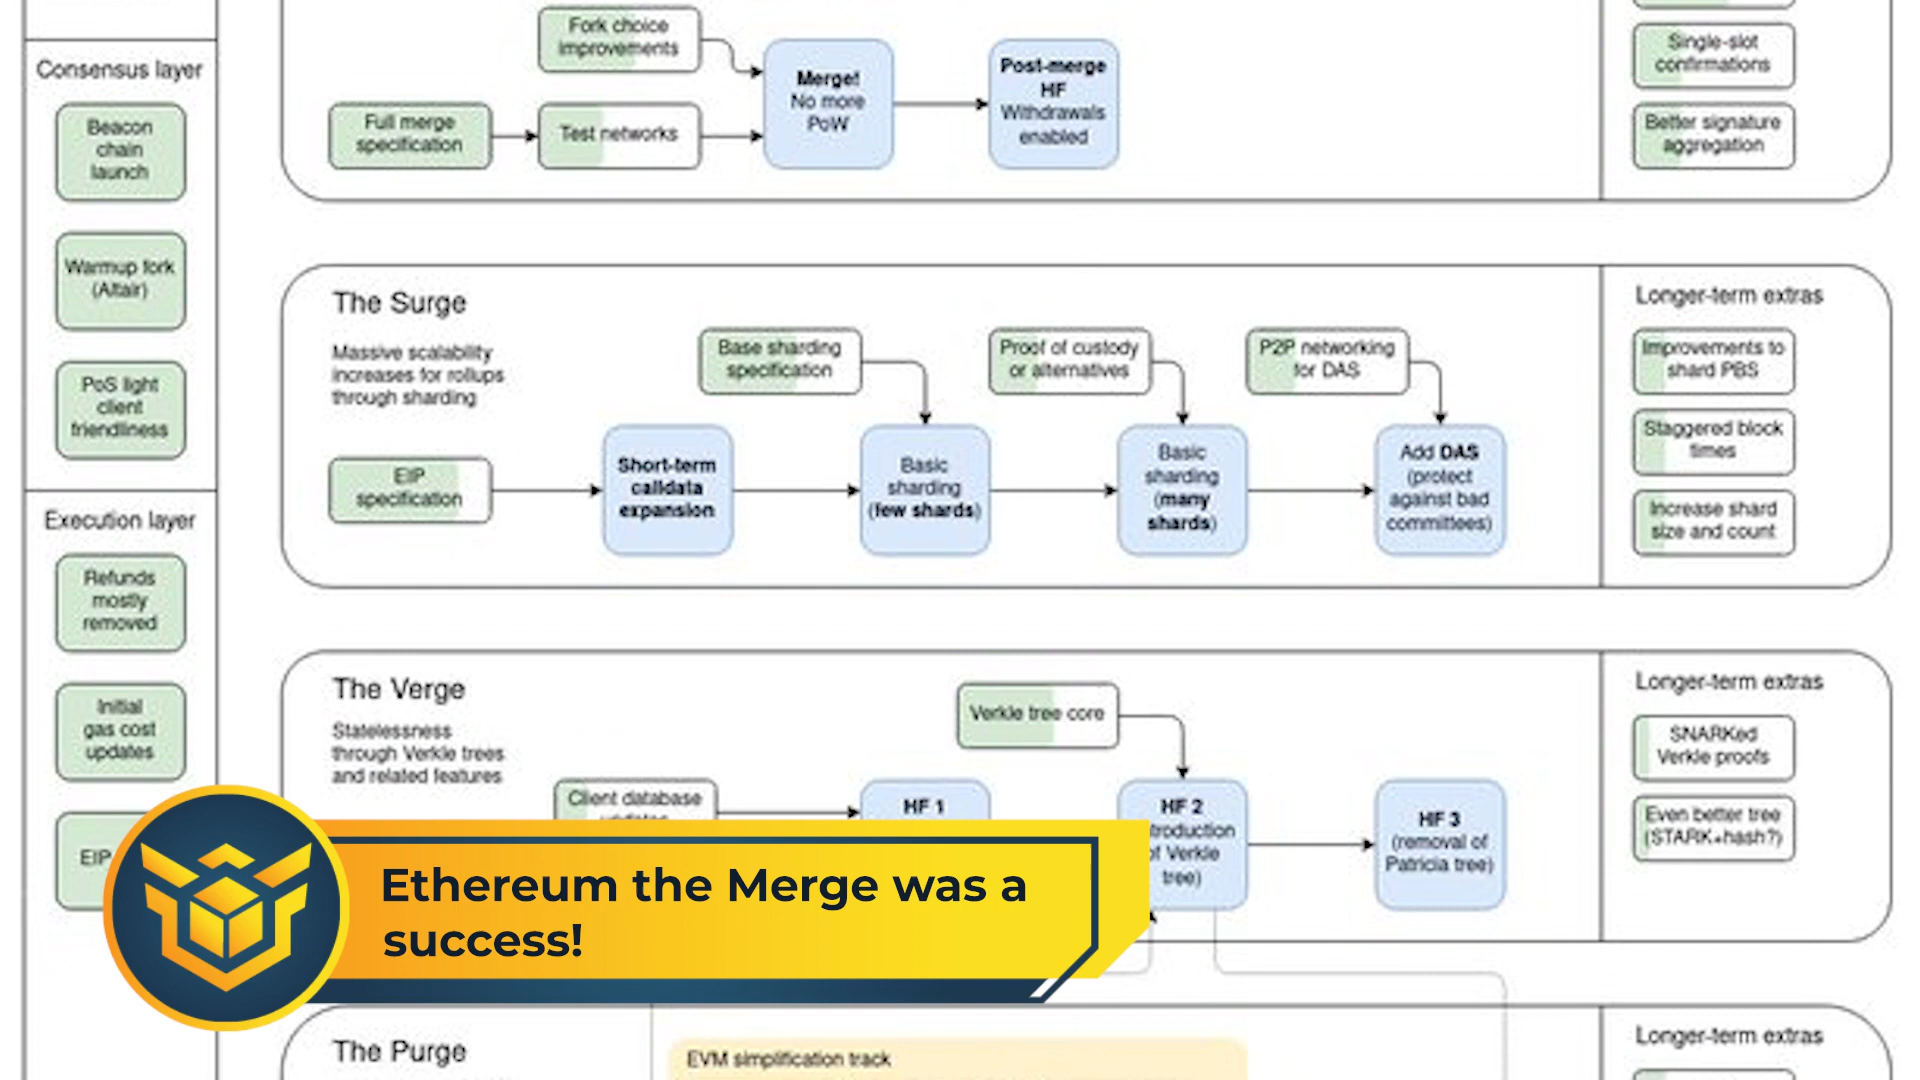 Consensus layer
Beacon
chain
launch
Warmup fork
(Altair)
PoS light
client
friendliness
Execution layer
Refunds
mostly
removed
Initial
gas cost
updates
EIP
Fork choice
improvements
Full merge
specification
Test networks
Merge!
No more
PoW
Post-merge
HF
Withdrawals
enabled
Single-slot
confirmations
Better signature
aggregation
The Surge
Massive scalability
increases for rollups
through sharding
EIP
specification
Base sharding
specification
Proof of custody
or alternatives
P2P networking
for DAS
Short-term
calldata
expansion
Basic
sharding
(few shards)
Basic
sharding
(many
shards)
Add DAS
(protect
against bad
committees)
Longer-term extras
Improvements to
shard PBS
Staggered block
times
Increase shard
size and count
The Verge
Statelessness
through Verkle trees
and related features
Verkle tree core
Client database
HF 1
HF 2
troduction
of Verkle
tree)
HF 3
(removal of
Patricia tree)
Longer-term extras
SNARKed
Verkle proofs
Even better tree
(STARK+hash?)
Ethereum the Merge was a
success!
The Purge
EVM simplification track
Longer-term extras